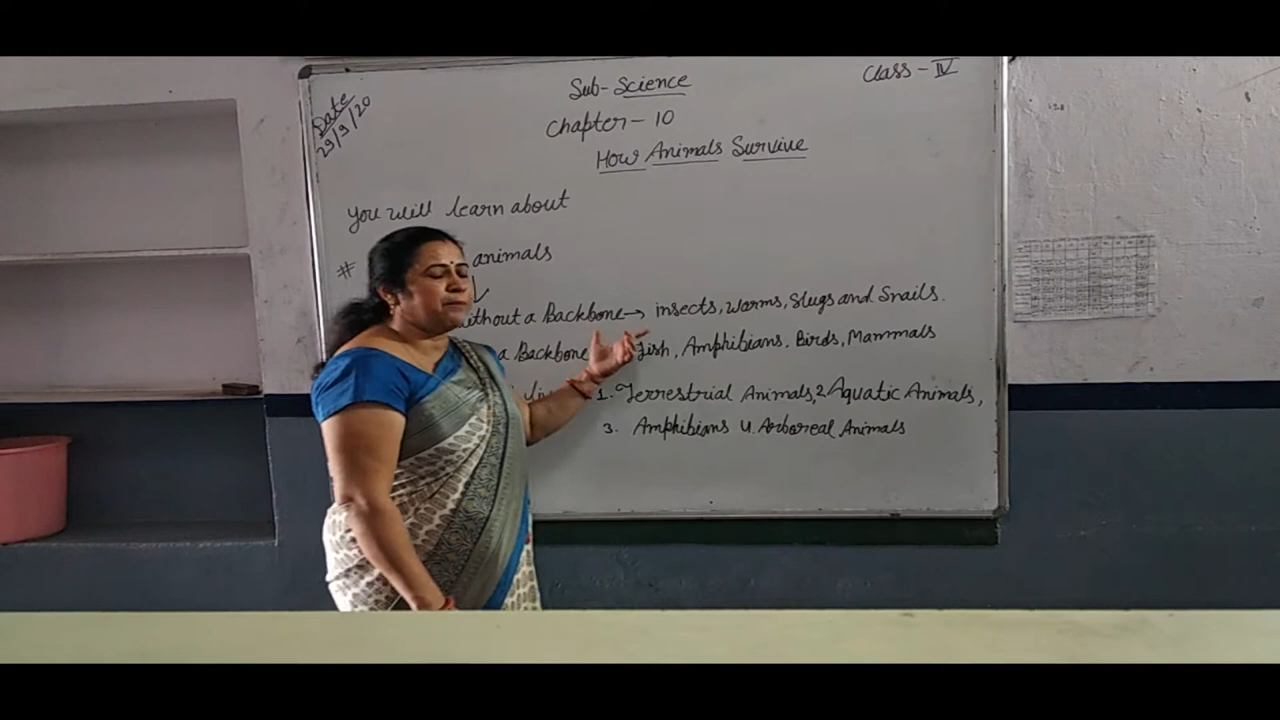 Date
29/9/20
Sub-Science
Class - IV
Chapter - 10
How Animals Survive
You will learn about
# animals
ithout a Backbone → insects, worms, Slugs and Snails.
a Backbone fish, Amphibians. Birds, Mammals
1. Terrestrial Animals, 2 Aquatic Animals,
3. Amphibians 4. Arboreal Animals